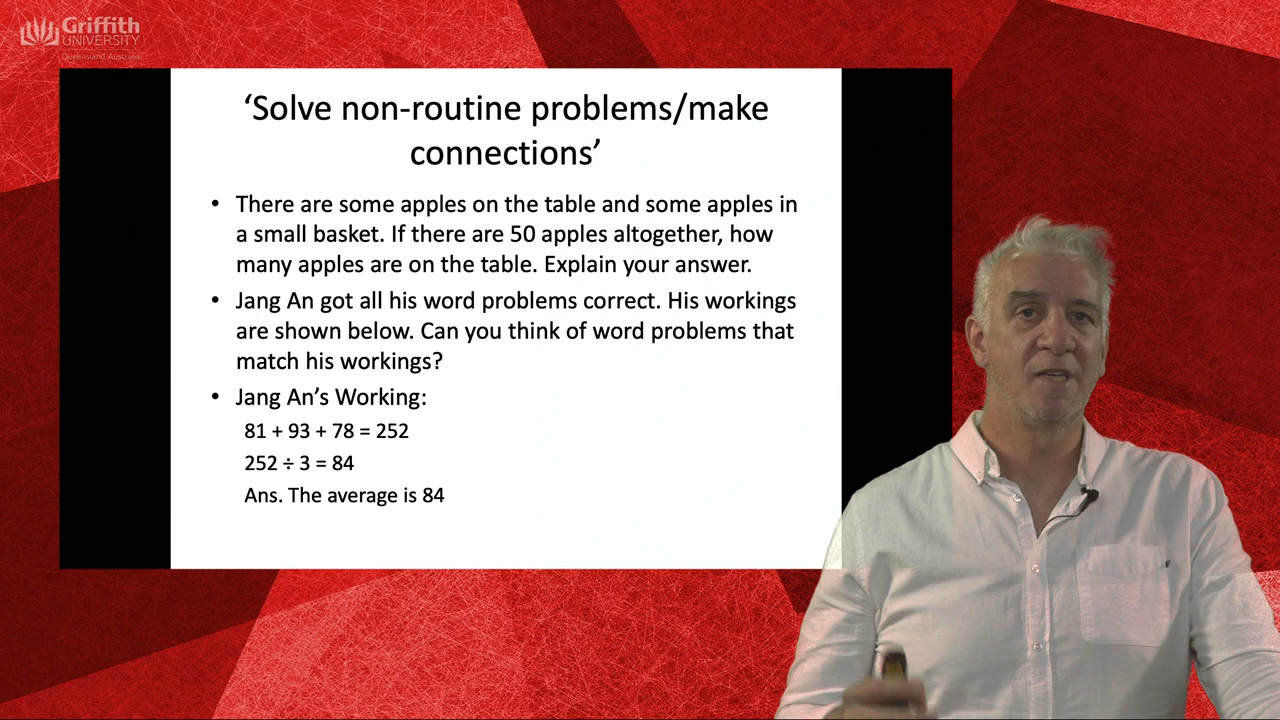 Griffith
UNIVERSITY
Queensland Australia
‘Solve non-routine problems/make
connections’
• There are some apples on the table and some apples in
a small basket. If there are 50 apples altogether, how
many apples are on the table. Explain your answer.
• Jang An got all his word problems correct. His workings
are shown below. Can you think of word problems that
match his workings?
• Jang An’s Working:
81 + 93 + 78 = 252
252 ÷ 3 = 84
Ans. The average is 84